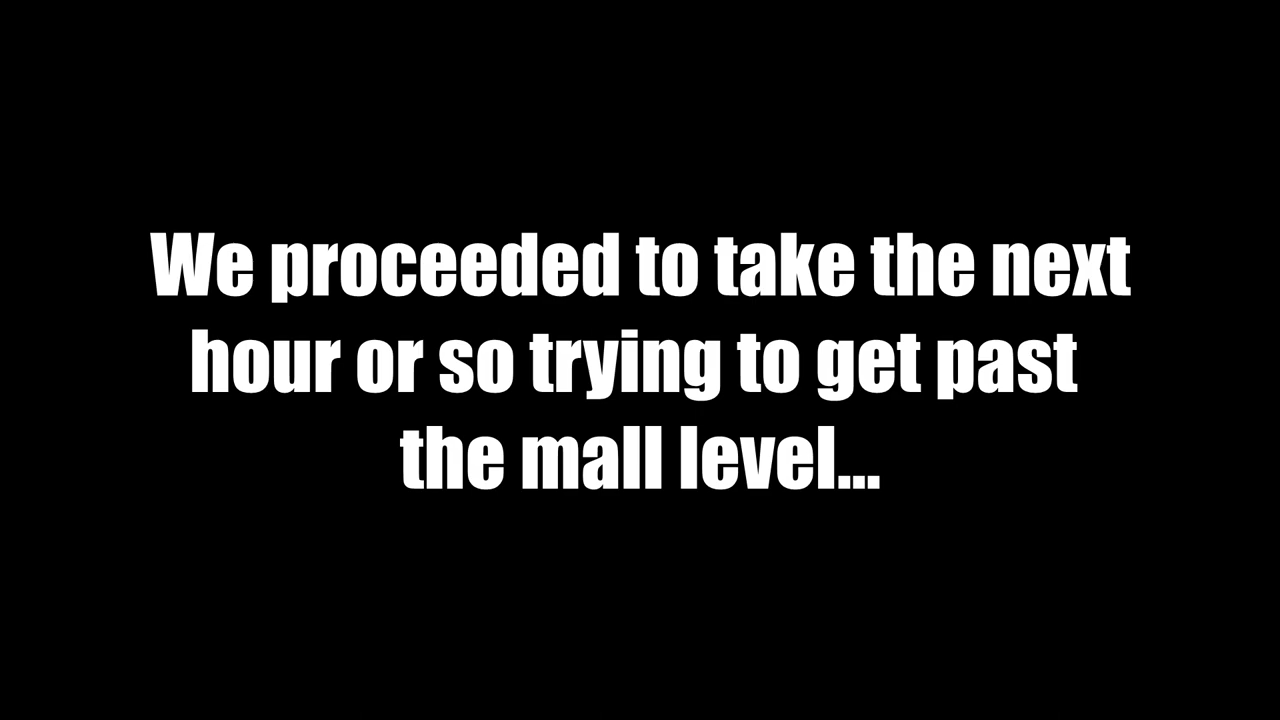 We proceeded to take the next
hour or so trying to get past
the mall level...